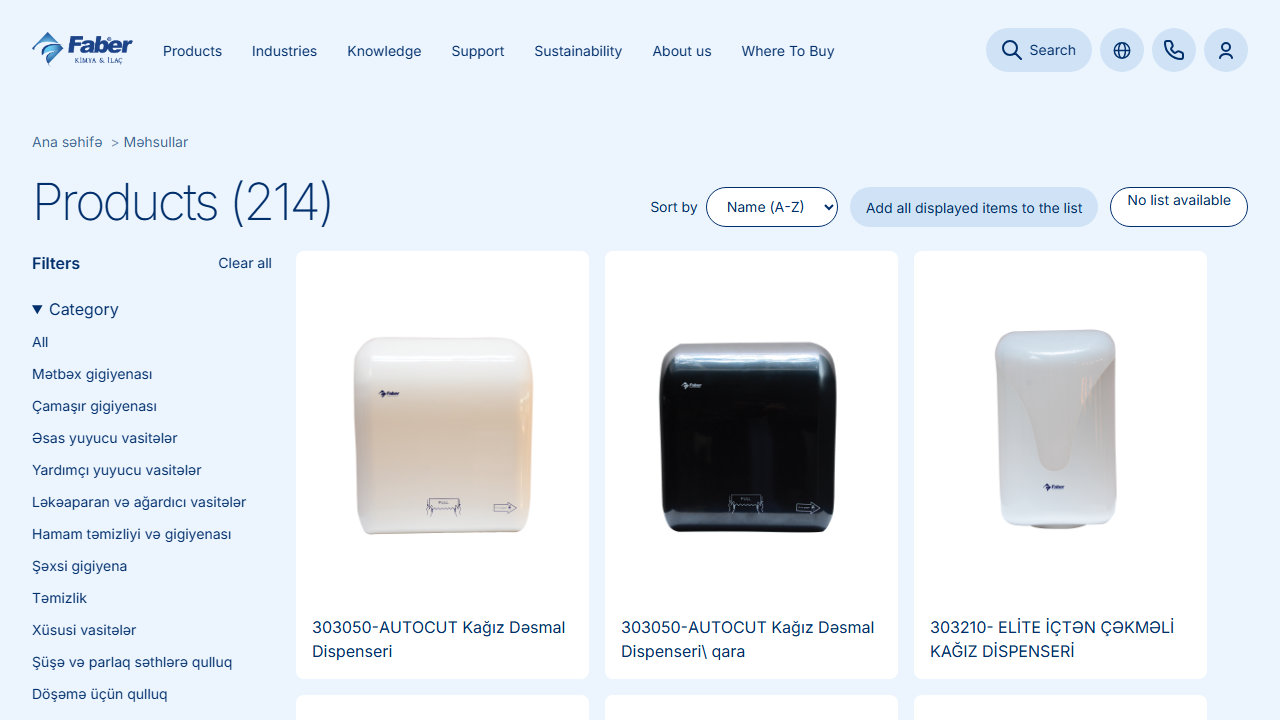 Faber
KİMYA & İLAÇ
Products
Industries
Knowledge
Support
Sustainability
About us
Where To Buy
Search
Ana səhifə > Məhsullar
Products (214)
Sort by
Name (A-Z)
Add all displayed items to the list
No list available
Filters
Clear all
▼ Category
All
Mətbəx gigiyenası
Çamaşır gigiyenası
Əsas yuyucu vasitələr
Yardımçı yuyucu vasitələr
Ləkəaparan və ağardıcı vasitələr
Hamam təmizliyi və gigiyenası
Şəxsi gigiyena
Təmizlik
Xüsusi vasitələr
Şüşə və parlaq səthlərə qulluq
Döşəmə üçün qulluq
Faber
303050-AUTOCUT Kağız Dəsmal
Dispenseri
Faber
303050-AUTOCUT Kağız Dəsmal
Dispenseri\ qara
Faber
303210- ELİTE İÇTƏN ÇƏKMƏLİ
KAĞIZ DİSPENSERİ